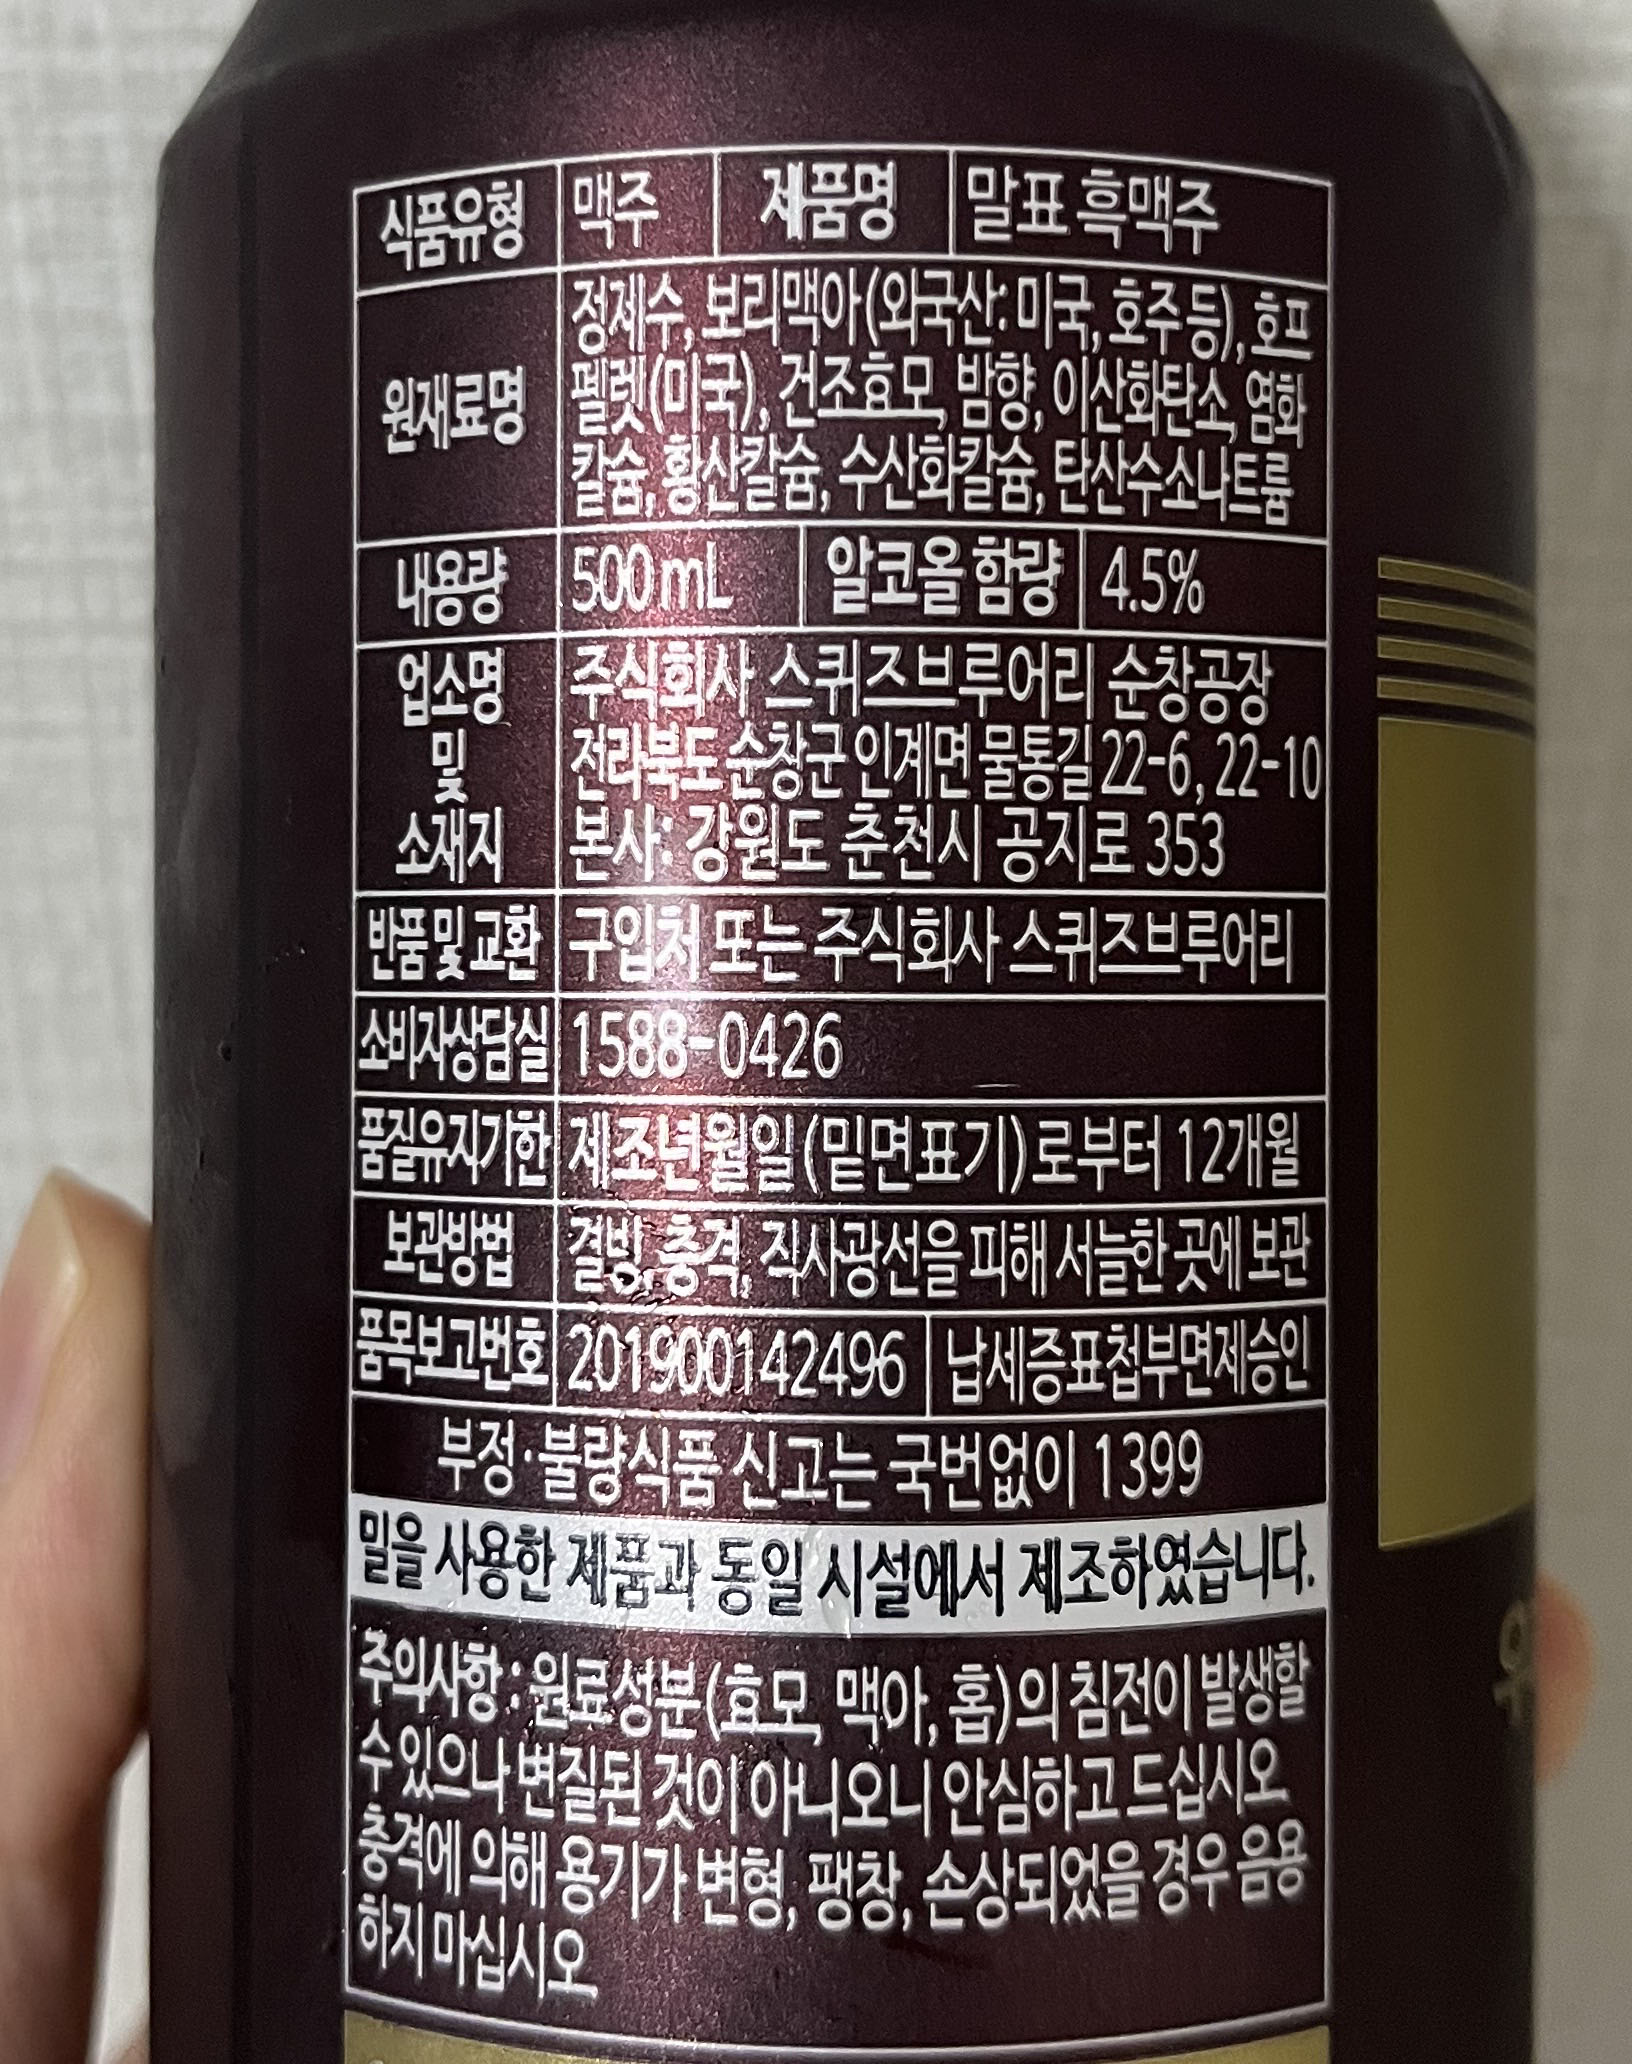 식품유형 맥주 제품명 말표 흑맥주
원재료명
정제수, 보리맥아(외국산: 미국, 호주 등), 호프
펠렛(미국), 건조효모, 밤향, 이산화탄소, 염화
칼슘, 황산칼슘, 수산화칼슘, 탄산수소나트륨
내용량 500 mL 알코올 함량 4.5%
업소명
및
소재지
주식회사 스퀴즈브루어리 순창공장
전라북도 순창군 인계면 물통길 22-6, 22-10
본사: 강원도 춘천시 공지로 353
반품 및 교환 구입처 또는 주식회사 스퀴즈브루어리
소비자상담실 1588-0426
품질유지기한 제조년월일 (밑면표기)로부터 12개월
보관방법 결빙, 충격, 직사광선을 피해 서늘한 곳에 보관
품목보고번호 201900142496 납세증표첩부면제승인
부정·불량식품 신고는 국번없이 1399
밀을 사용한 제품과 동일 시설에서 제조하였습니다.
주의사항 : 원료성분(효모, 맥아, 홉)의 침전이 발생할
수 있으나 변질된 것이 아니오니 안심하고 드십시오
충격에 의해 용기가 변형, 팽창, 손상되었을 경우 음용
하지 마십시오